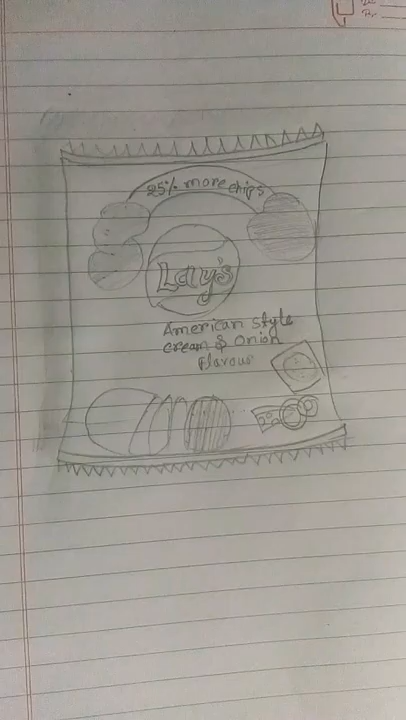 25% more chips
Lay's
American style
cream & onion
flavour